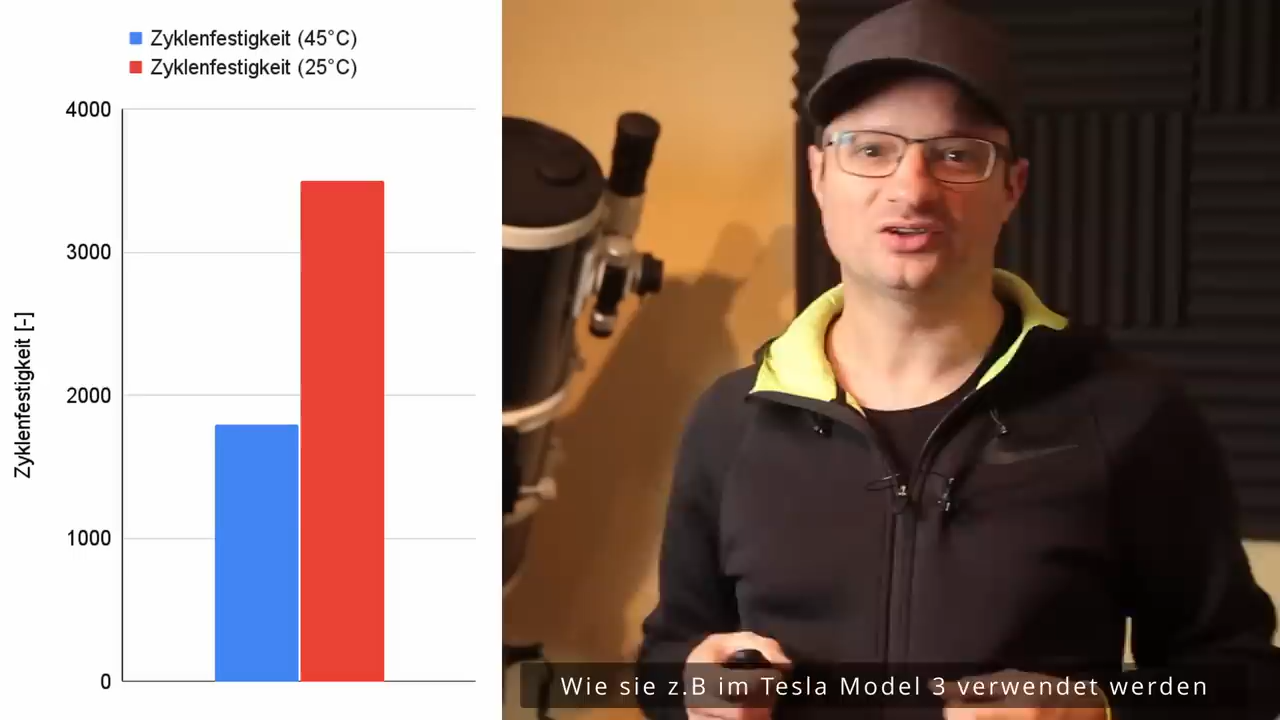 Zyklenfestigkeit (45°C)
Zyklenfestigkeit (25°C)
4000
3000
2000
1000
0
Zyklenfestigkeit [-]
Wie sie z.B im Tesla Model 3 verwendet werden